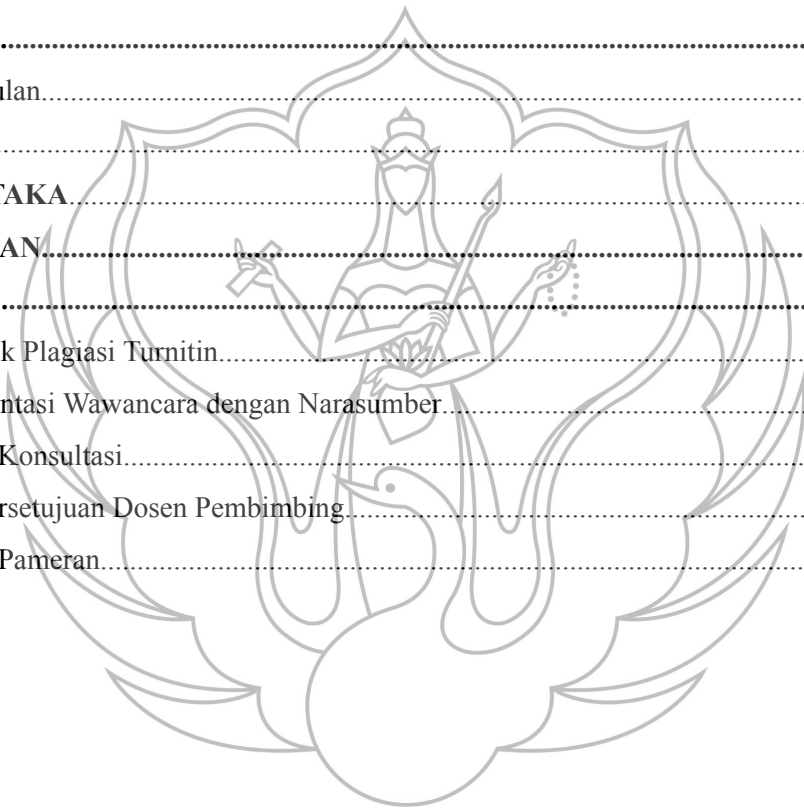 ...........................................................................................................
ulan...........................................................................................................
...........................................................................................................
TAKA...........................................................................................................
AN...........................................................................................................
...........................................................................................................
k Plagiasi Turnitin...........................................................................................................
ntasi Wawancara dengan Narasumber...........................................................................................................
Konsultasi...........................................................................................................
rsetujuan Dosen Pembimbing...........................................................................................................
Pameran...........................................................................................................